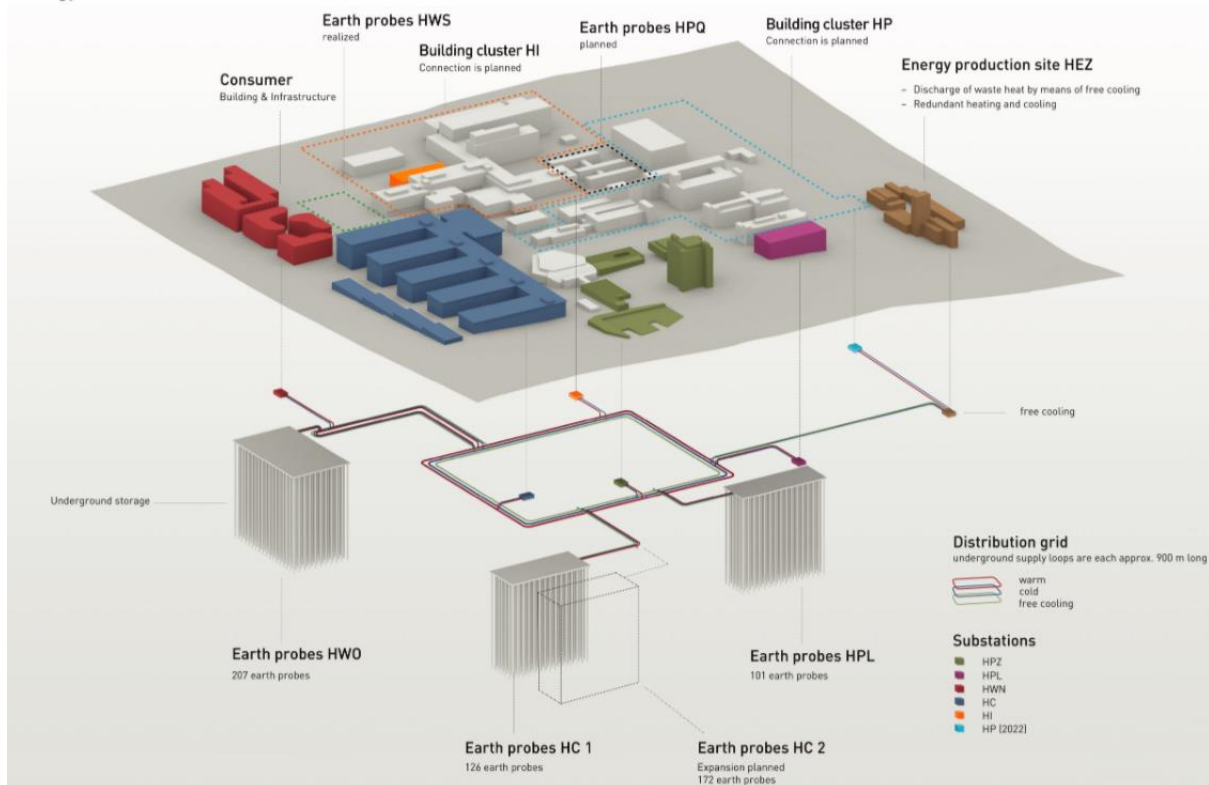 Earth probes HWS
realized
Building cluster HI
Connection is planned
Earth probes HPQ
planned
Building cluster HP
Connection is planned
Consumer
Building & Infrastructure
Energy production site HEZ
– Discharge of waste heat by means of free cooling
– Redundant heating and cooling
free cooling
Underground storage
Distribution grid
underground supply loops are each approx. 900 m long
warm
cold
free cooling
Substations
HPZ
HPL
HWN
HC
HI
HP (2022)
Earth probes HWO
207 earth probes
Earth probes HPL
101 earth probes
Earth probes HC 1
126 earth probes
Earth probes HC 2
Expansion planned
172 earth probes